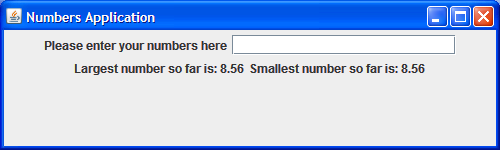 Numbers Application
Please enter your numbers here
Largest number so far is: 8.56 Smallest number so far is: 8.56